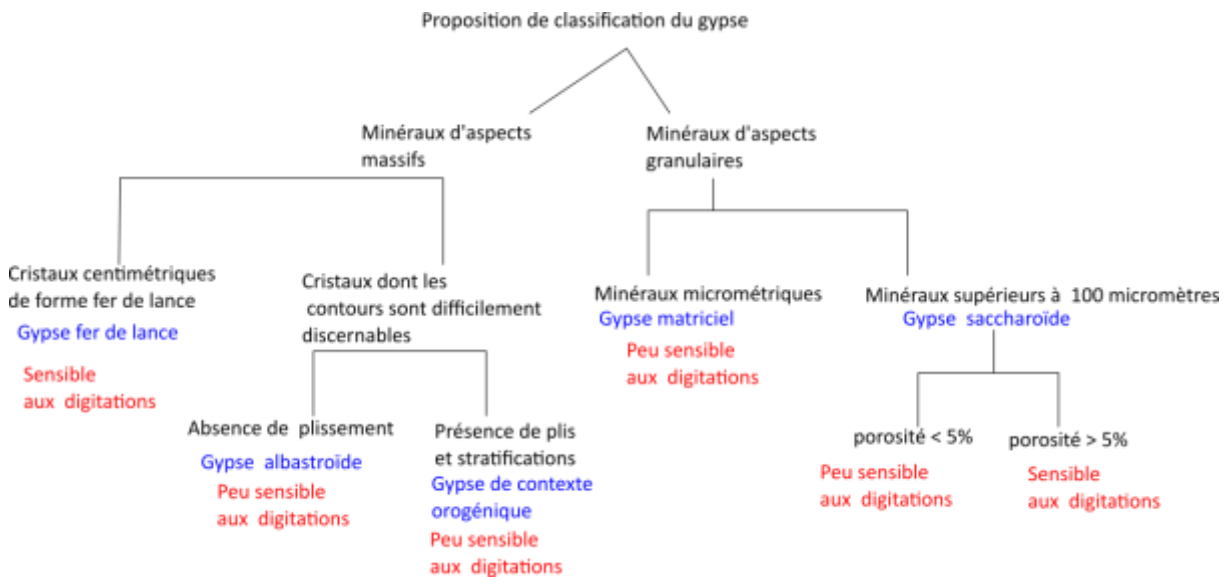 Proposition de classification du gypse
Minéraux d'aspects
massifs
Minéraux d'aspects
granulaires
Cristaux centimétriques
de forme fer de lance
Gypse fer de lance
Sensible
aux digitations
Cristaux dont les
contours sont difficilement
discernables
Absence de plissement
Gypse albastroïde
Peu sensible
aux digitations
Présence de plis
et stratifications
Gypse de contexte
orogénique
Peu sensible
aux digitations
Minéraux micrométriques
Gypse matriciel
Peu sensible
aux digitations
Minéraux supérieurs à 100 micromètres
Gypse saccharoïde
porosité < 5%
Peu sensible
aux digitations
porosité > 5%
Sensible
aux digitations